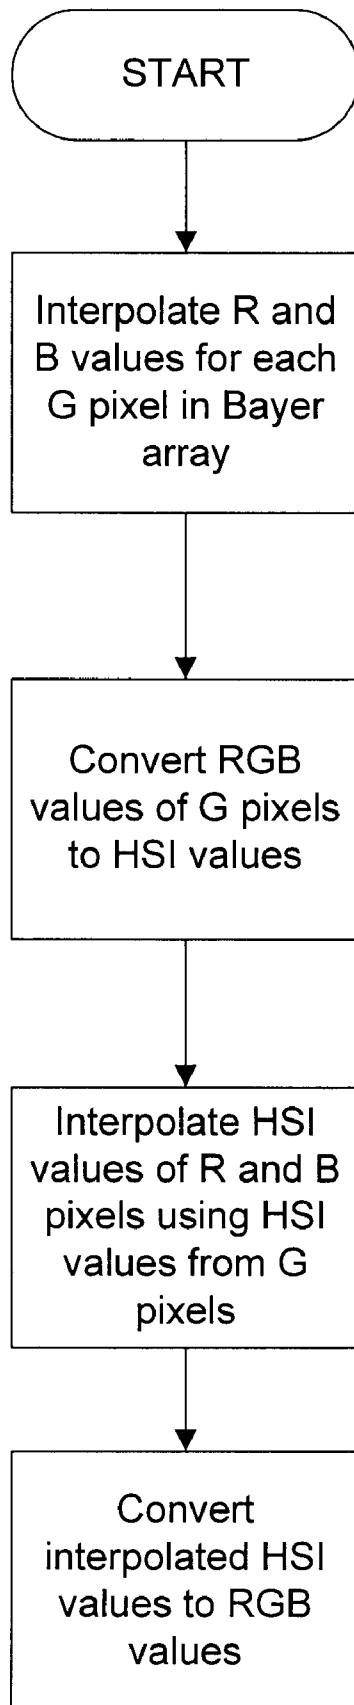 START
Interpolate R and
B values for each
G pixel in Bayer
array
Convert RGB
values of G pixels
to HSI values
Interpolate HSI
values of R and B
pixels using HSI
values from G
pixels
Convert
interpolated HSI
values to RGB
values